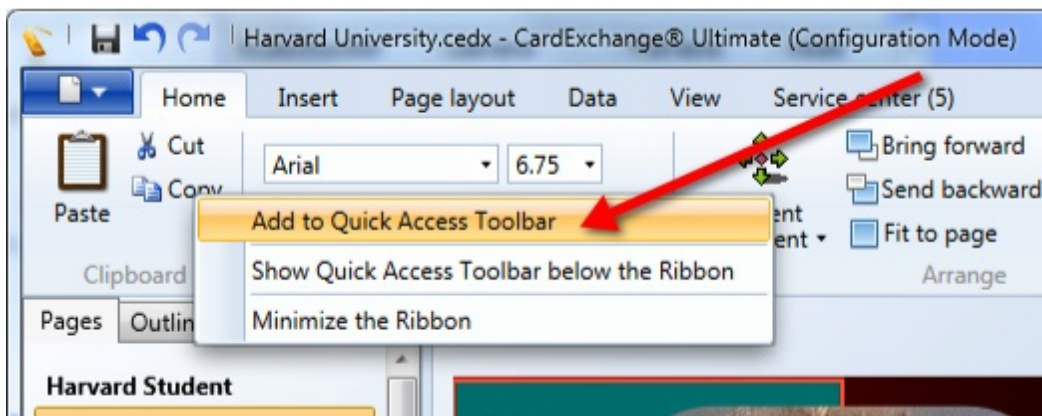 Harvard University.cedx - CardExchange® Ultimate (Configuration Mode)
Home Insert Page layout Data View Service center (5)
Cut
Copy
Paste
Arial 6.75
Bring forward
Send backward
Fit to page
Clipboard
Arrange
Add to Quick Access Toolbar
Show Quick Access Toolbar below the Ribbon
Minimize the Ribbon
Pages
Harvard Student